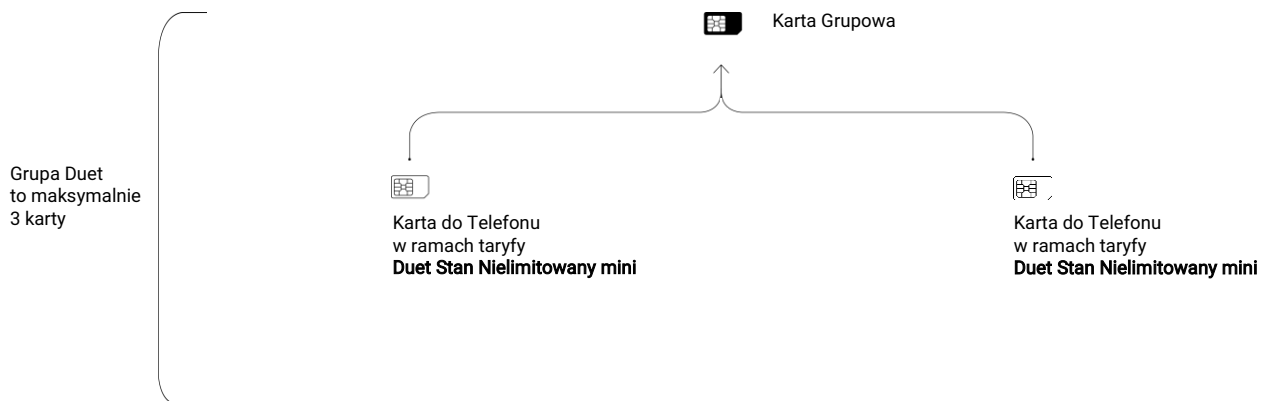 Karta Grupowa
Grupa Duet
to maksymalnie
3 karty
Karta do Telefonu
w ramach taryfy
Duet Stan Nielimitowany mini
Karta do Telefonu
w ramach taryfy
Duet Stan Nielimitowany mini